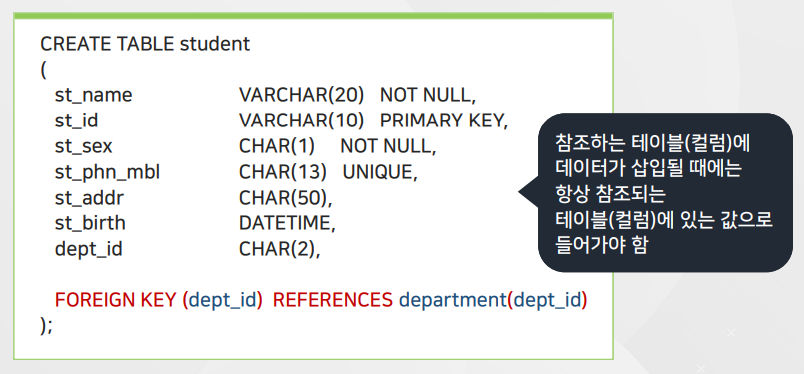 CREATE TABLE student
(
st_name VARCHAR(20) NOT NULL,
st_id VARCHAR(10) PRIMARY KEY,
st_sex CHAR(1) NOT NULL,
st_phn_mbl CHAR(13) UNIQUE,
st_addr CHAR(50),
st_birth DATETIME,
dept_id CHAR(2),
FOREIGN KEY (dept_id) REFERENCES department(dept_id)
);
참조하는 테이블(컬럼)에
데이터가 삽입될 때에는
항상 참조되는
테이블(컬럼)에 있는 값으로
들어가야 함